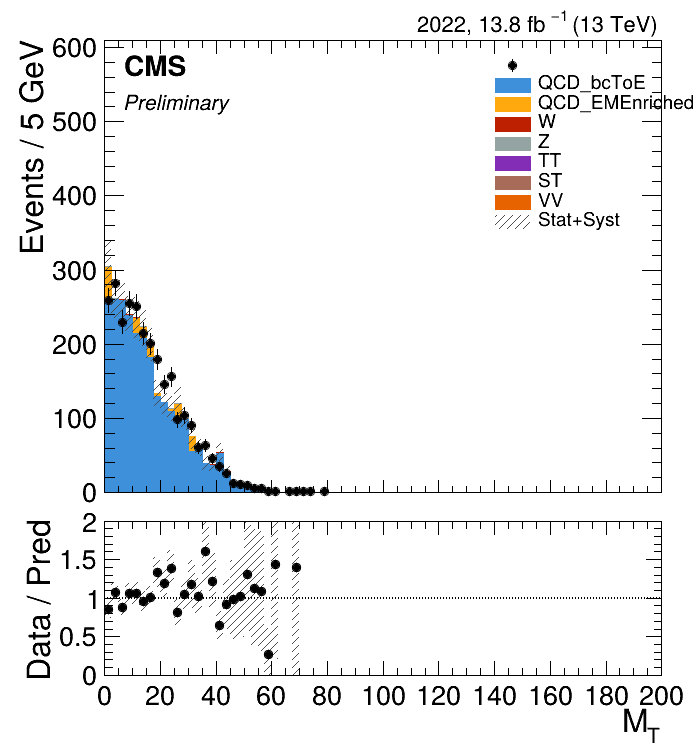 2022, 13.8 fb⁻¹ (13 TeV)
Events / 5 GeV
600
500
400
300
200
100
0
CMS
Preliminary
QCD_bcToE
QCD_EMEnriched
W
Z
TT
ST
VV
Stat+Syst
Data / Pred
2
1.5
1
0.5
0
0 20 40 60 80 100 120 140 160 180 200
M_T